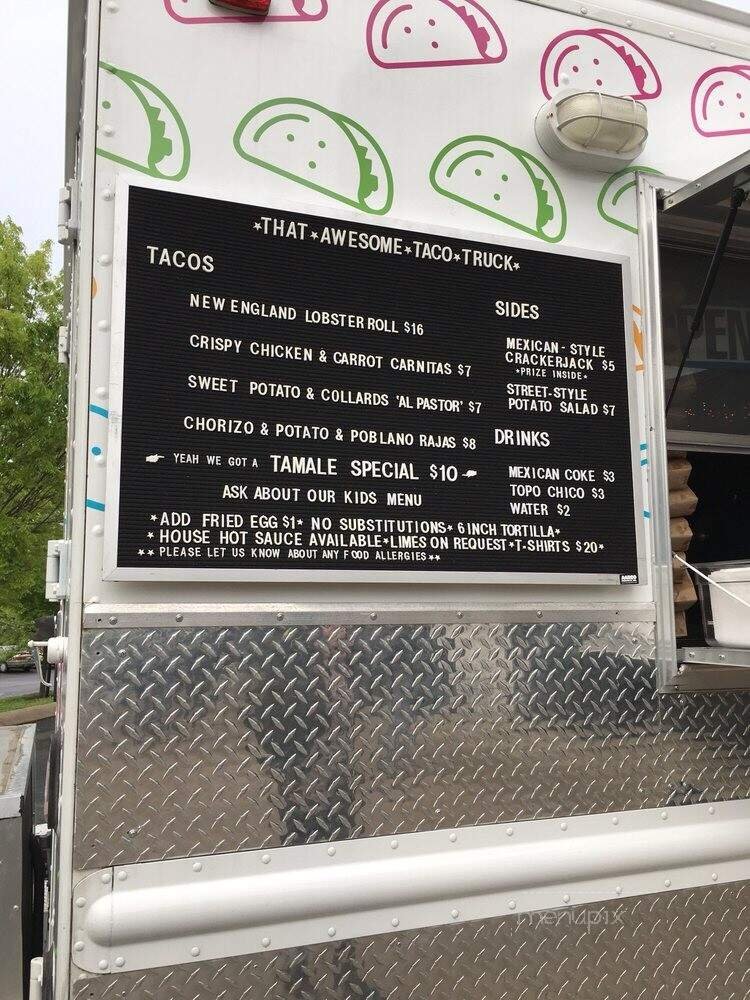 *THAT*AWESOME*TACO*TRUCK*
TACOS
NEW ENGLAND LOBSTER ROLL $16
CRISPY CHICKEN & CARROT CARNITAS $7
SWEET POTATO & COLLARDS 'AL PASTOR' $7
CHORIZO & POTATO & POBLANO RAJAS $8
YEAH WE GOT A TAMALE SPECIAL $10
ASK ABOUT OUR KIDS MENU
SIDES
MEXICAN-STYLE
CRACKERJACK $5
*PRIZE INSIDE*
STREET-STYLE
POTATO SALAD $7
DRINKS
MEXICAN COKE $3
TOPO CHICO $3
WATER $2
*ADD FRIED EGG $1* NO SUBSTITUTIONS* 6 INCH TORTILLA*
* HOUSE HOT SAUCE AVAILABLE*LIMES ON REQUEST*T-SHIRTS $20*
** PLEASE LET US KNOW ABOUT ANY FOOD ALLERGIES**
menupix